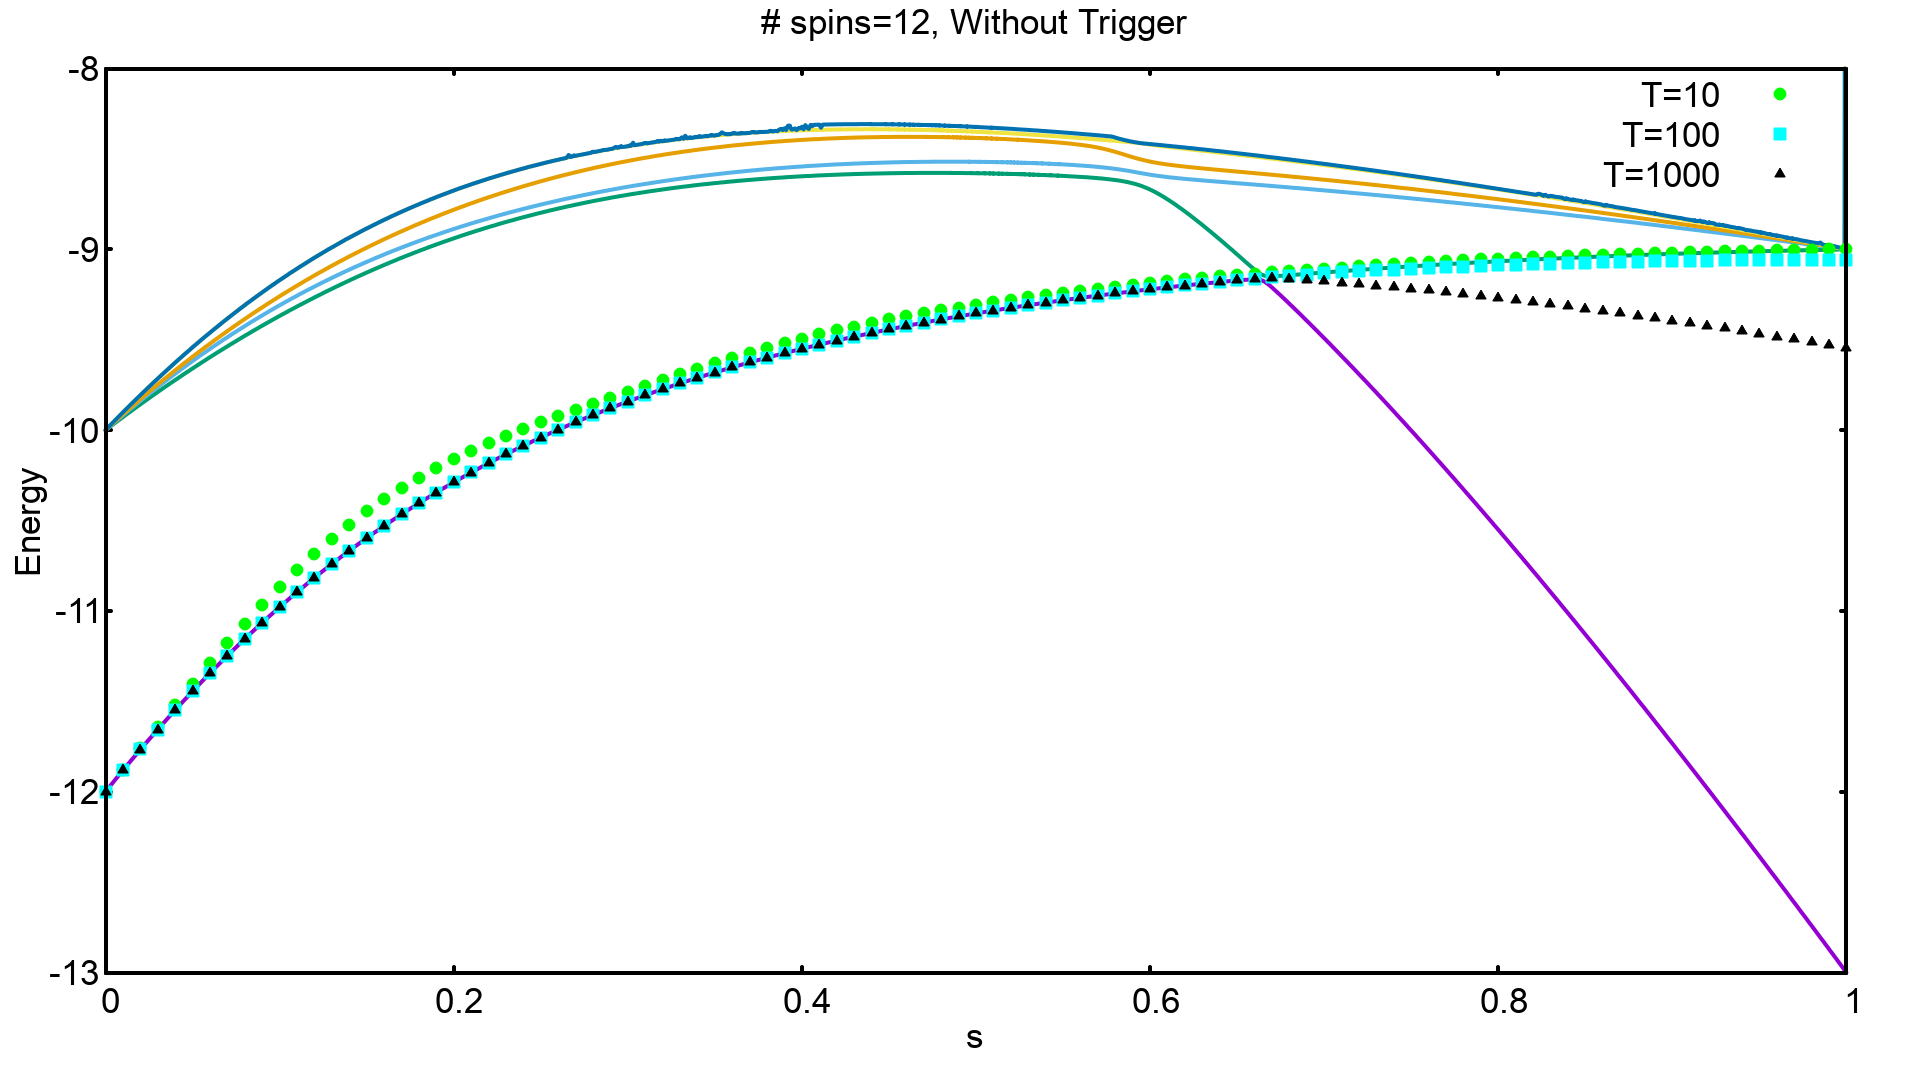 # spins=12, Without Trigger
T=10
T=100
T=1000
-8
-9
-10
-11
-12
-13
Energy
0 0.2 0.4 0.6 0.8 1
s